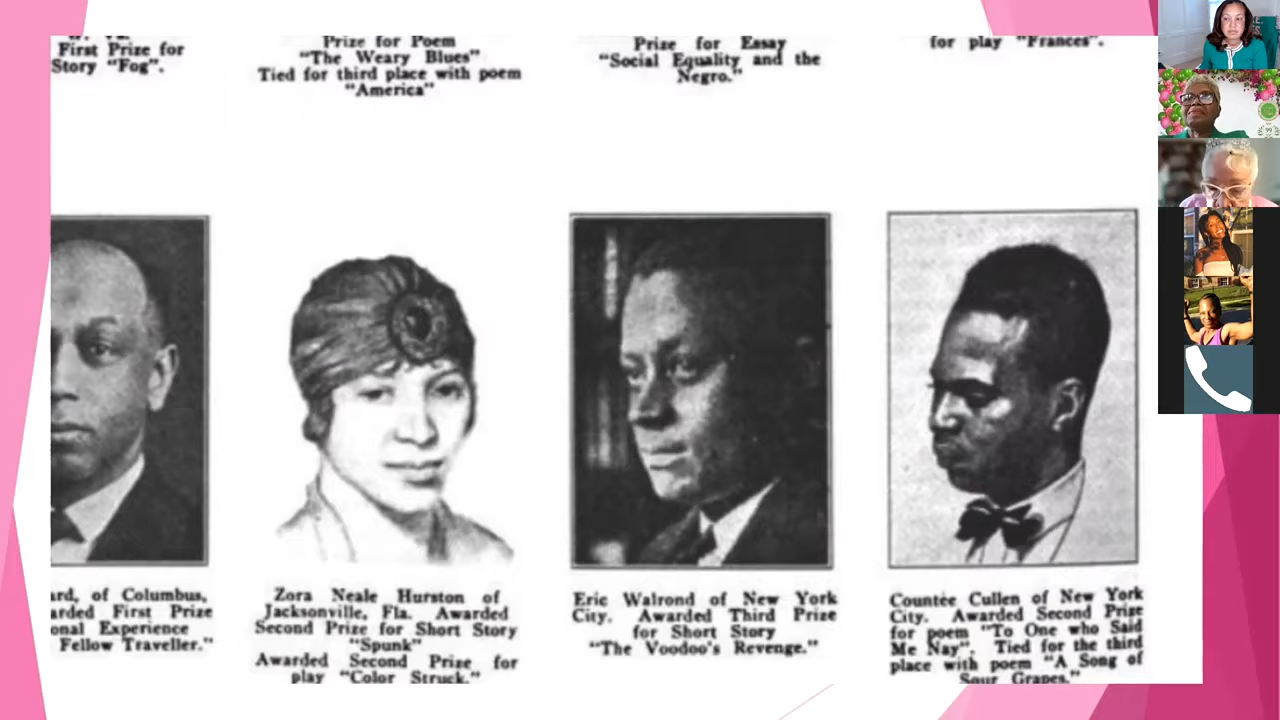 First Prize for
Story "Fog".
Prize for Poem
"The Weary Blues"
Tied for third place with poem
"America"
Prize for Essay
"Social Equality and the
Negro."
for play "Frances".
of Columbus,
First Prize
Experience
Fellow Traveller."
Zora Neale Hurston of
Jacksonville, Fla. Awarded
Second Prize for Short Story
"Spunk"
Awarded Second Prize for
play "Color Struck."
Eric Walrond of New York
City. Awarded Third Prize
for Short Story
"The Voodoo's Revenge."
Countée Cullen of New York
City. Awarded Second Prize
for poem "To One who Said
Me Nay". Tied for the third
place with poem "A Song of
Sour Grapes."
99